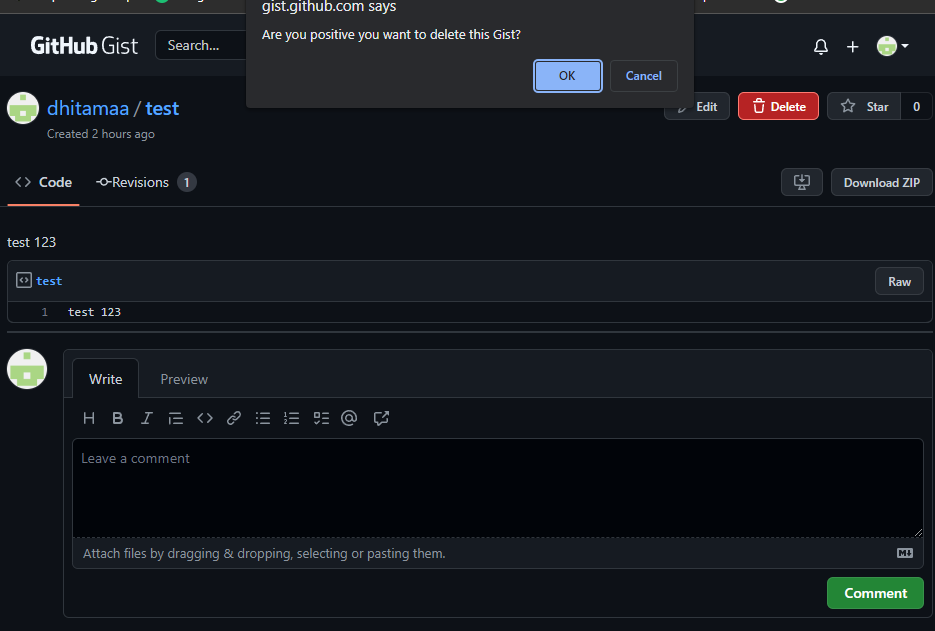 gist.github.com says
Are you positive you want to delete this Gist?
OK Cancel
GitHub Gist Search...
dhitamaa / test
Edit Delete Star 0
Created 2 hours ago
Code Revisions 1 Download ZIP
test 123
test Raw
1 test 123
Write Preview
H B I @
Leave a comment
Attach files by dragging & dropping, selecting or pasting them.
Comment